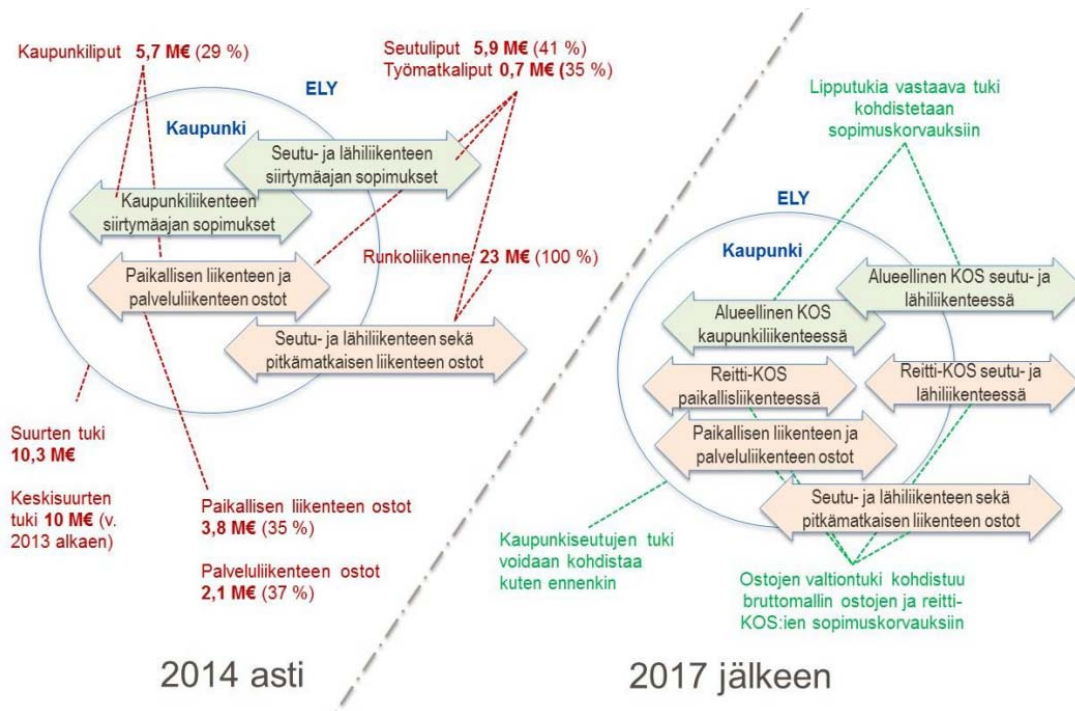 Kaupunkiliput 5,7 M€ (29 %)
Seutuliput 5,9 M€ (41 %)
Työmatkaliput 0,7 M€ (35 %)
ELY
Kaupunki
Seutu- ja lähiliikenteen
siirtymäajan sopimukset
Kaupunkiliikenteen
siirtymäajan sopimukset
Runkoliikenne 23 M€ (100 %)
Paikallisen liikenteen ja
palveluliikenteen ostot
Seutu- ja lähiliikenteen sekä
pitkämatkaisen liikenteen ostot
Suurten tuki
10,3 M€
Keskisuurten
tuki 10 M€ (v.
2013 alkaen)
Paikallisen liikenteen ostot
3,8 M€ (35 %)
Palveluliikenteen ostot
2,1 M€ (37 %)
2014 asti
Lipputukia vastaava tuki
kohdistetaan
sopimuskorvauksiin
ELY
Kaupunki
Alueellinen KOS seutu- ja
lähiliikenteessä
Alueellinen KOS
kaupunkiliikenteessä
Reitti-KOS
paikallisliikenteessä
Reitti-KOS seutu- ja
lähiliikenteessä
Paikallisen liikenteen ja
palveluliikenteen ostot
Seutu- ja lähiliikenteen sekä
pitkämatkaisen liikenteen ostot
Kaupunkiseutujen tuki
voidaan kohdistaa
kuten ennenkin
Ostojen valtiontuki kohdistuu
bruttomallin ostojen ja reitti-
KOS:ien sopimuskorvauksiin
2017 jälkeen